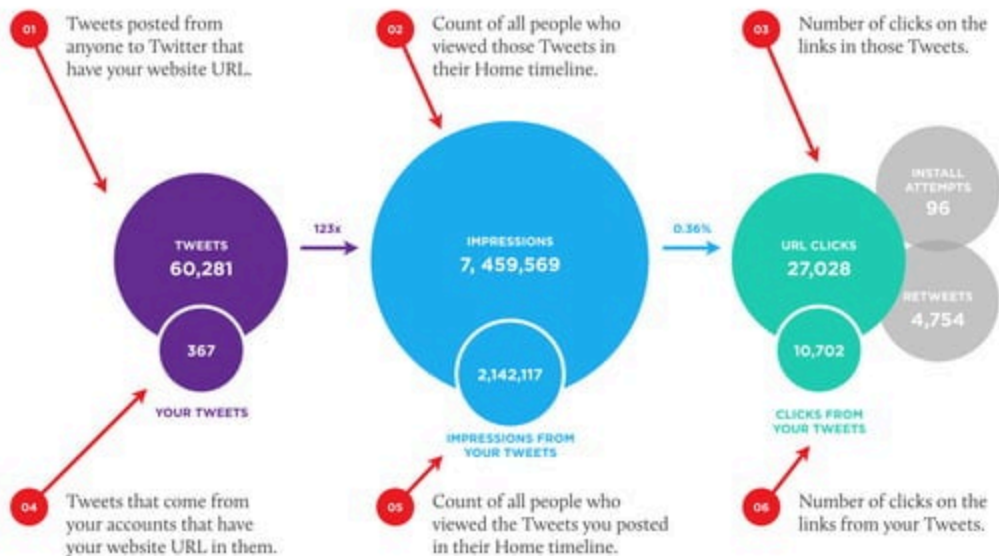 01
Tweets posted from
anyone to Twitter that
have your website URL.
02
Count of all people who
viewed those Tweets in
their Home timeline.
03
Number of clicks on the
links in those Tweets.
TWEETS
60,281
367
YOUR TWEETS
123x
IMPRESSIONS
7, 459,569
2,142,117
IMPRESSIONS FROM
YOUR TWEETS
0.36%
URL CLICKS
27,028
10,702
CLICKS FROM
YOUR TWEETS
INSTALL
ATTEMPTS
96
RETWEETS
4,754
04
Tweets that come from
your accounts that have
your website URL in them.
05
Count of all people who
viewed the Tweets you posted
in their Home timeline.
06
Number of clicks on the
links from your Tweets.